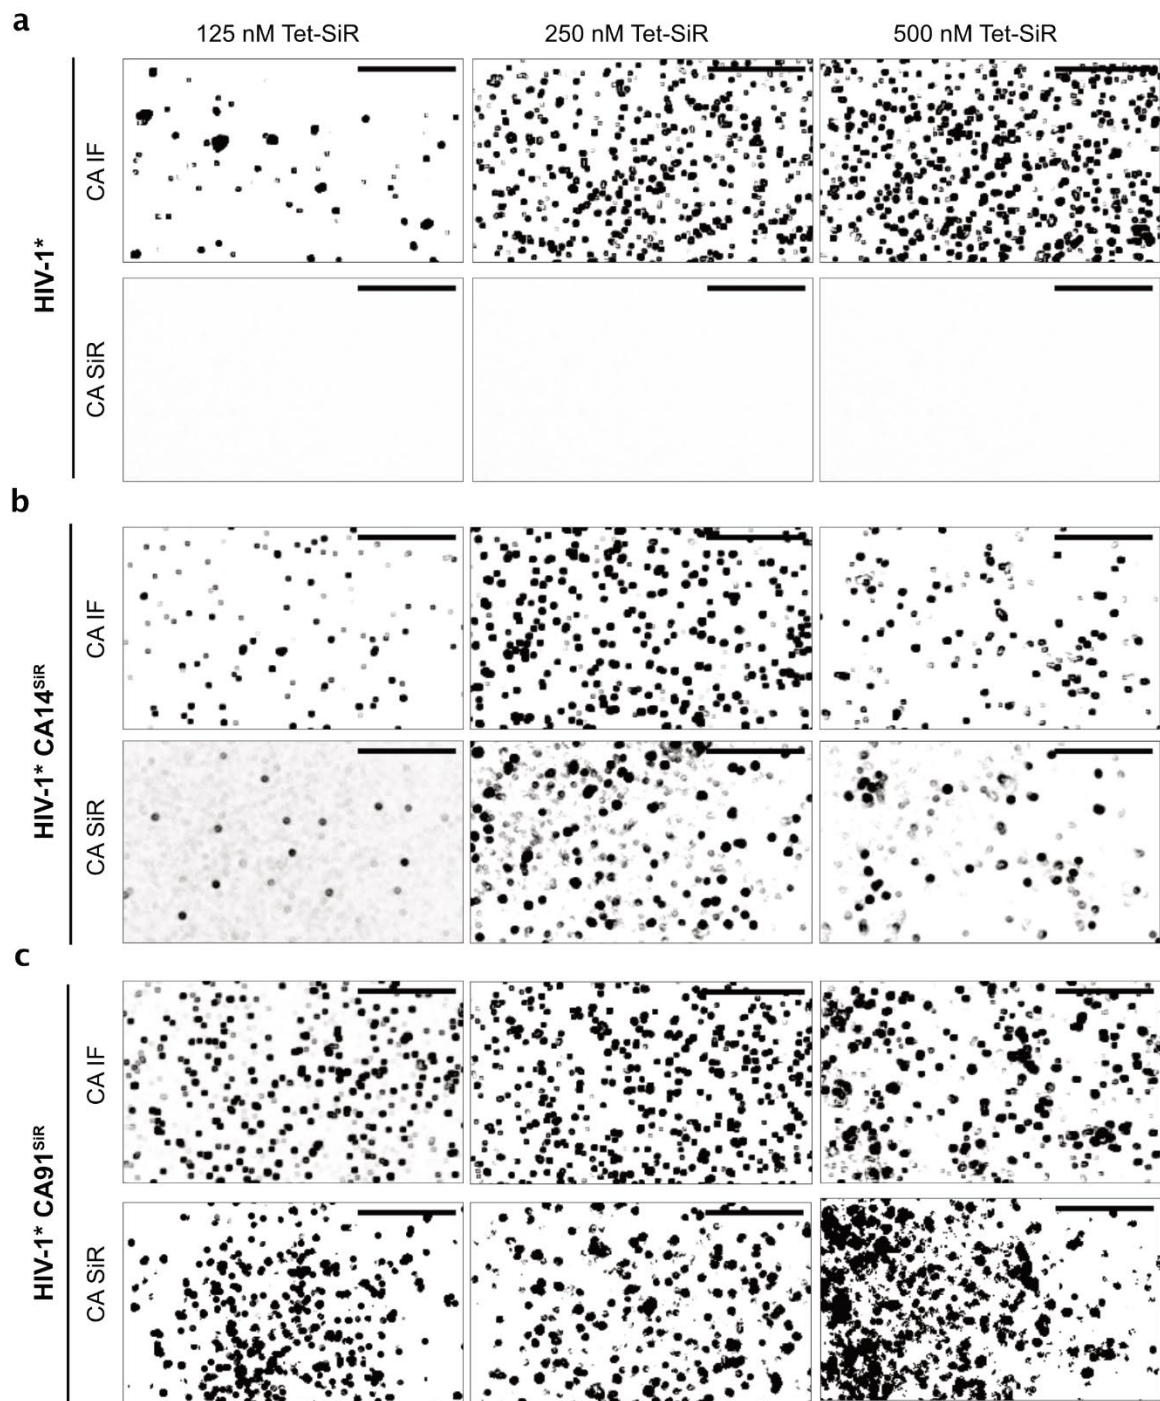 a
125 nM Tet-SiR 250 nM Tet-SiR 500 nM Tet-SiR
HIV-1*
CA IF
CA SiR
b
HIV-1* CA14SiR
CA IF
CA SiR
c
HIV-1* CA91SiR
CA IF
CA SiR